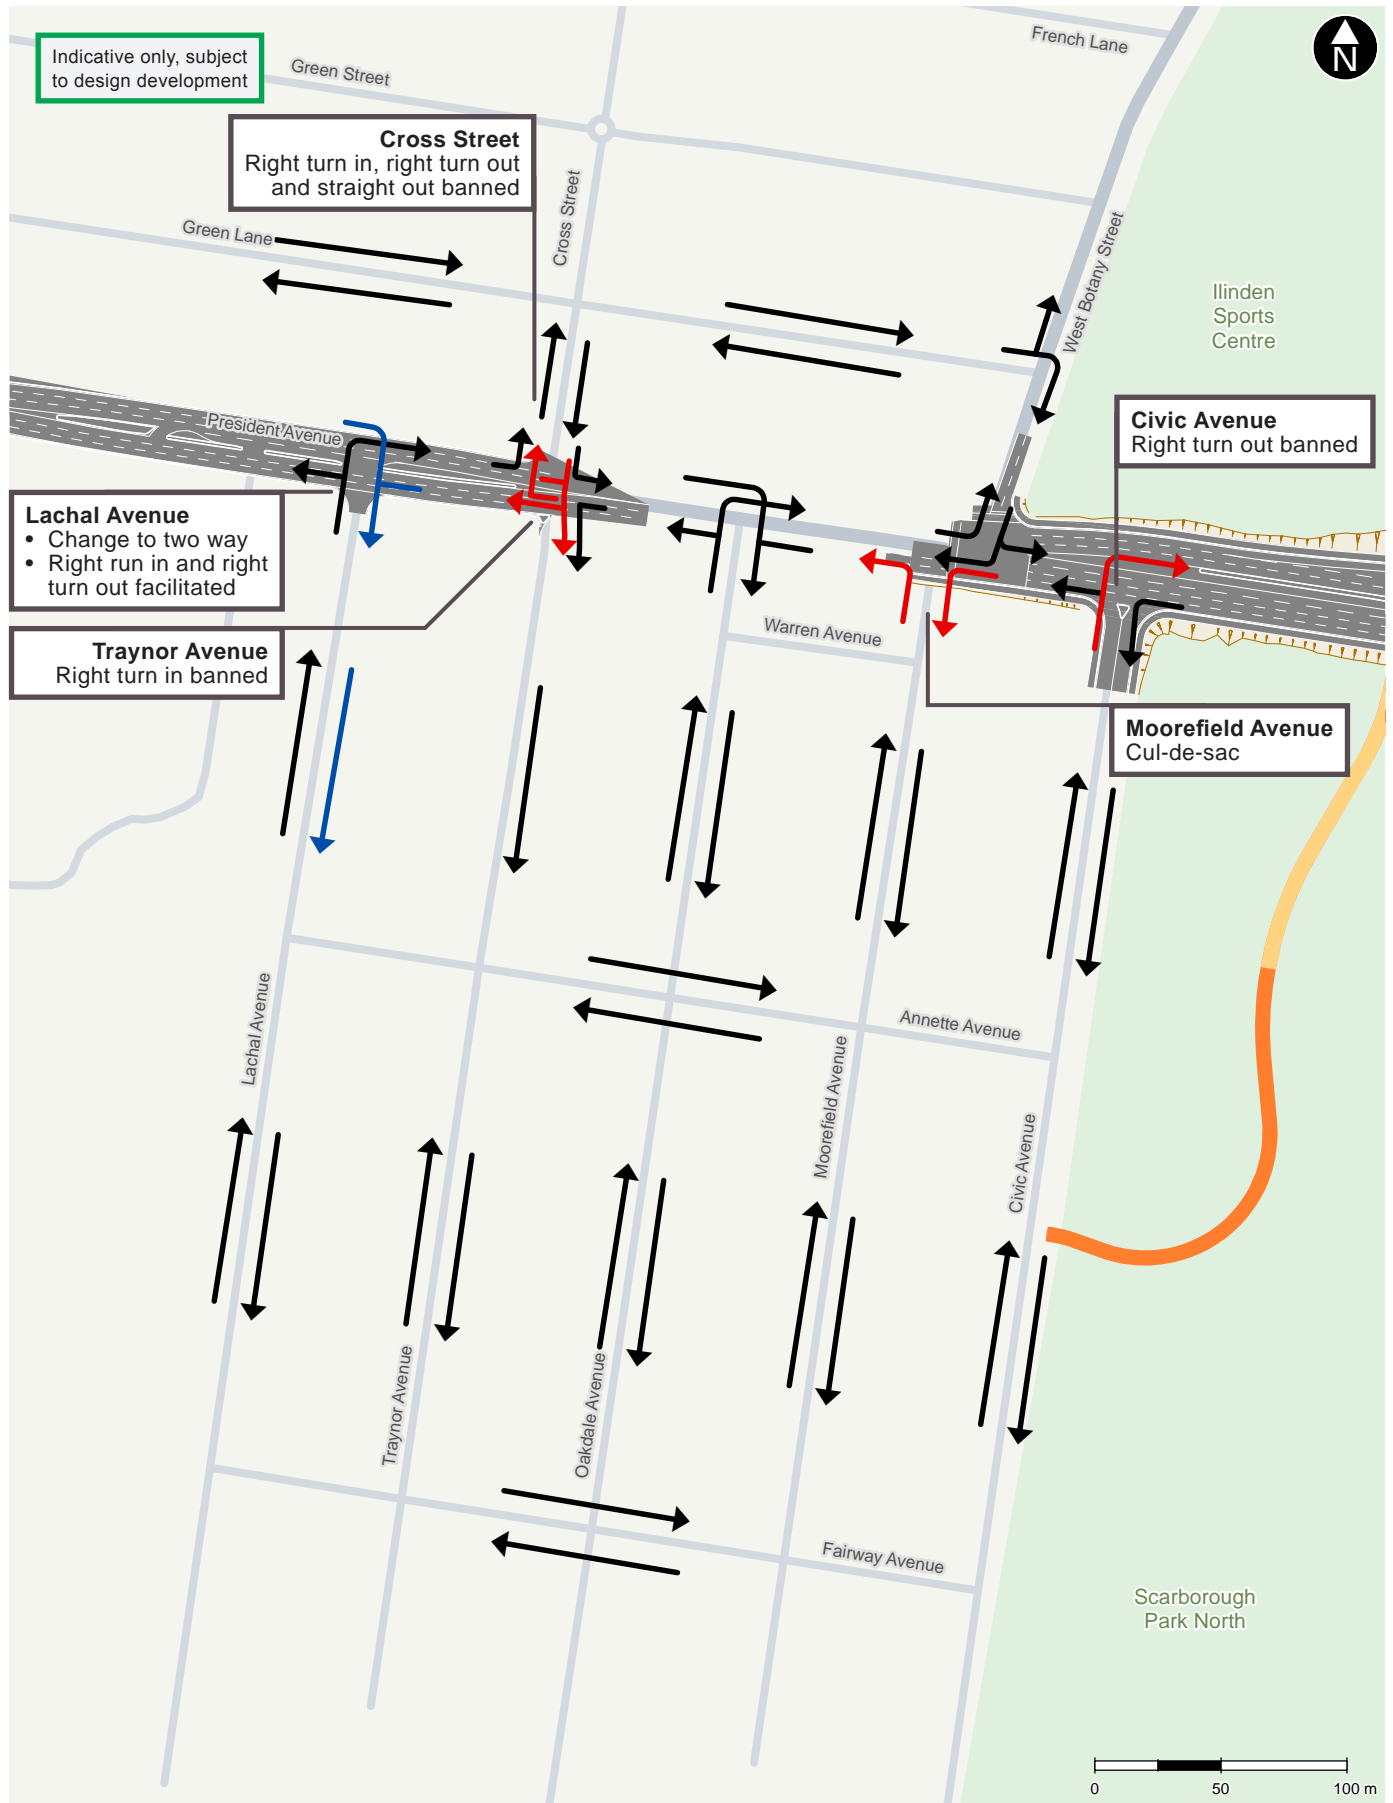 French Lane
N
Indicative only, subject
to design development
Green Street
Cross Street
Right turn in, right turn out
and straight out banned
Cross Street
Green Lane
West Botany Street
Ilinden
Sports
Centre
President Avenue
Civic Avenue
Right turn out banned
Lachal Avenue
• Change to two way
• Right run in and right
turn out facilitated
Traynor Avenue
Right turn in banned
Warren Avenue
Moorefield Avenue
Cul-de-sac
Lachal Avenue
Annette Avenue
Moorefield Avenue
Civic Avenue
Traynor Avenue
Oakdale Avenue
Fairway Avenue
Scarborough
Park North
0 50 100 m